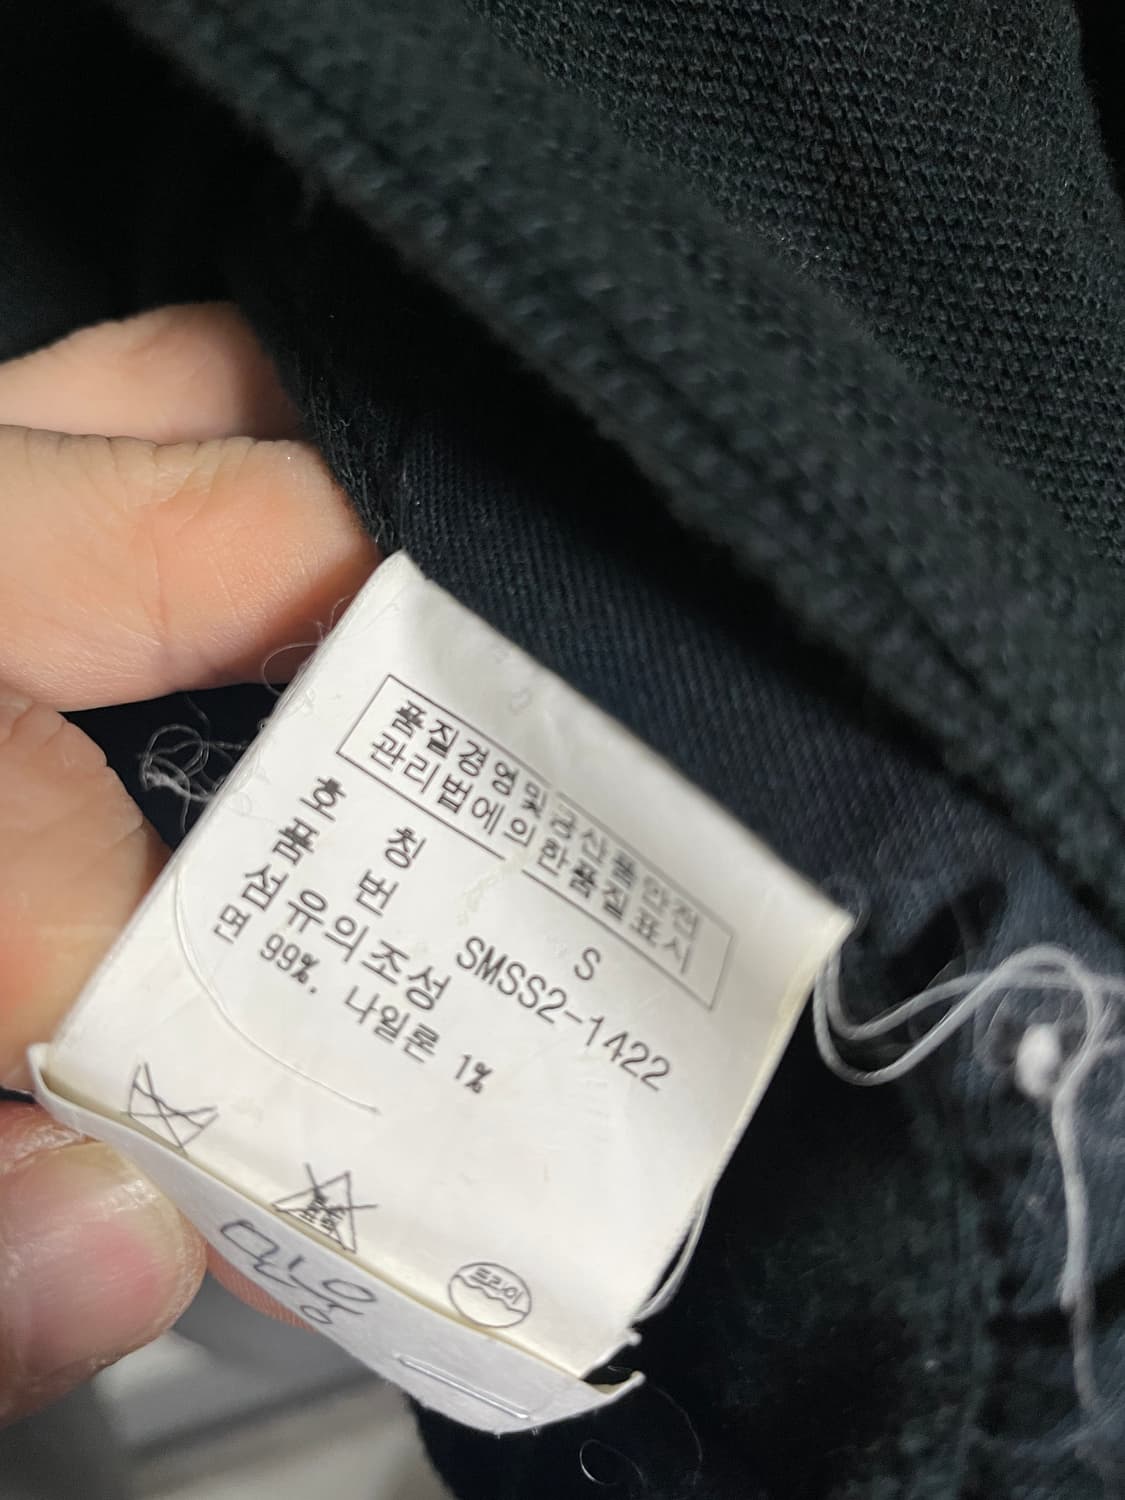 품질경영및공산품안전
관리법에의한품질표시
호 칭 S
품 번 SMSS2-1422
섬유의조성
면 99%. 나일론 1%
드라이